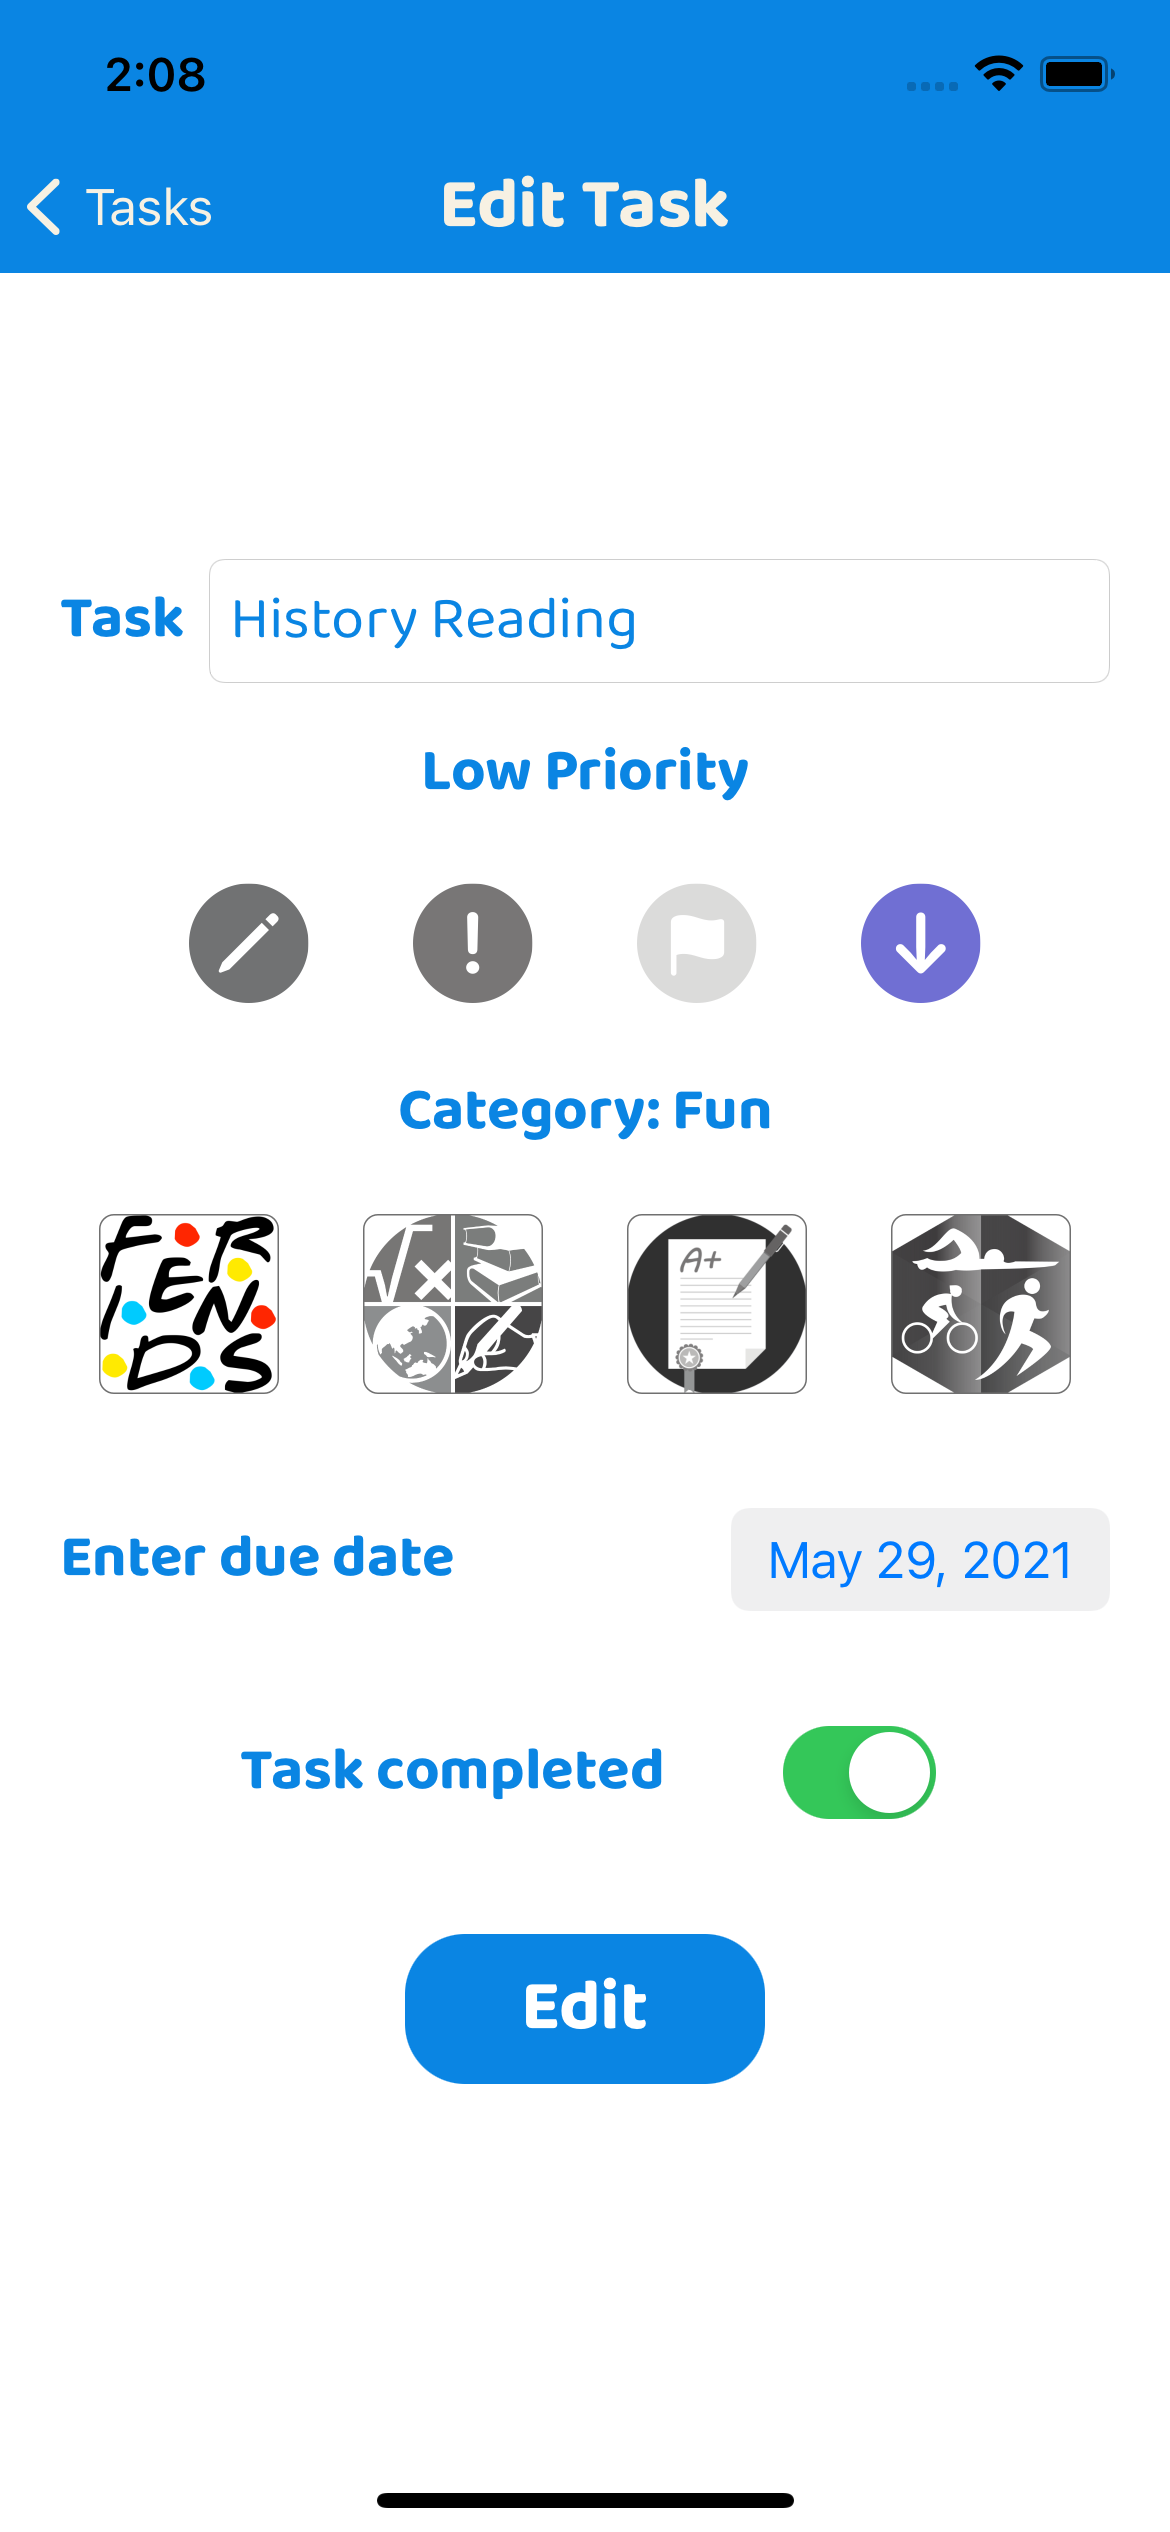 2:08
Tasks
Edit Task
Task
History Reading
Low Priority
Category: Fun
FRIENDS
A+
Enter due date
May 29, 2021
Task completed
Edit